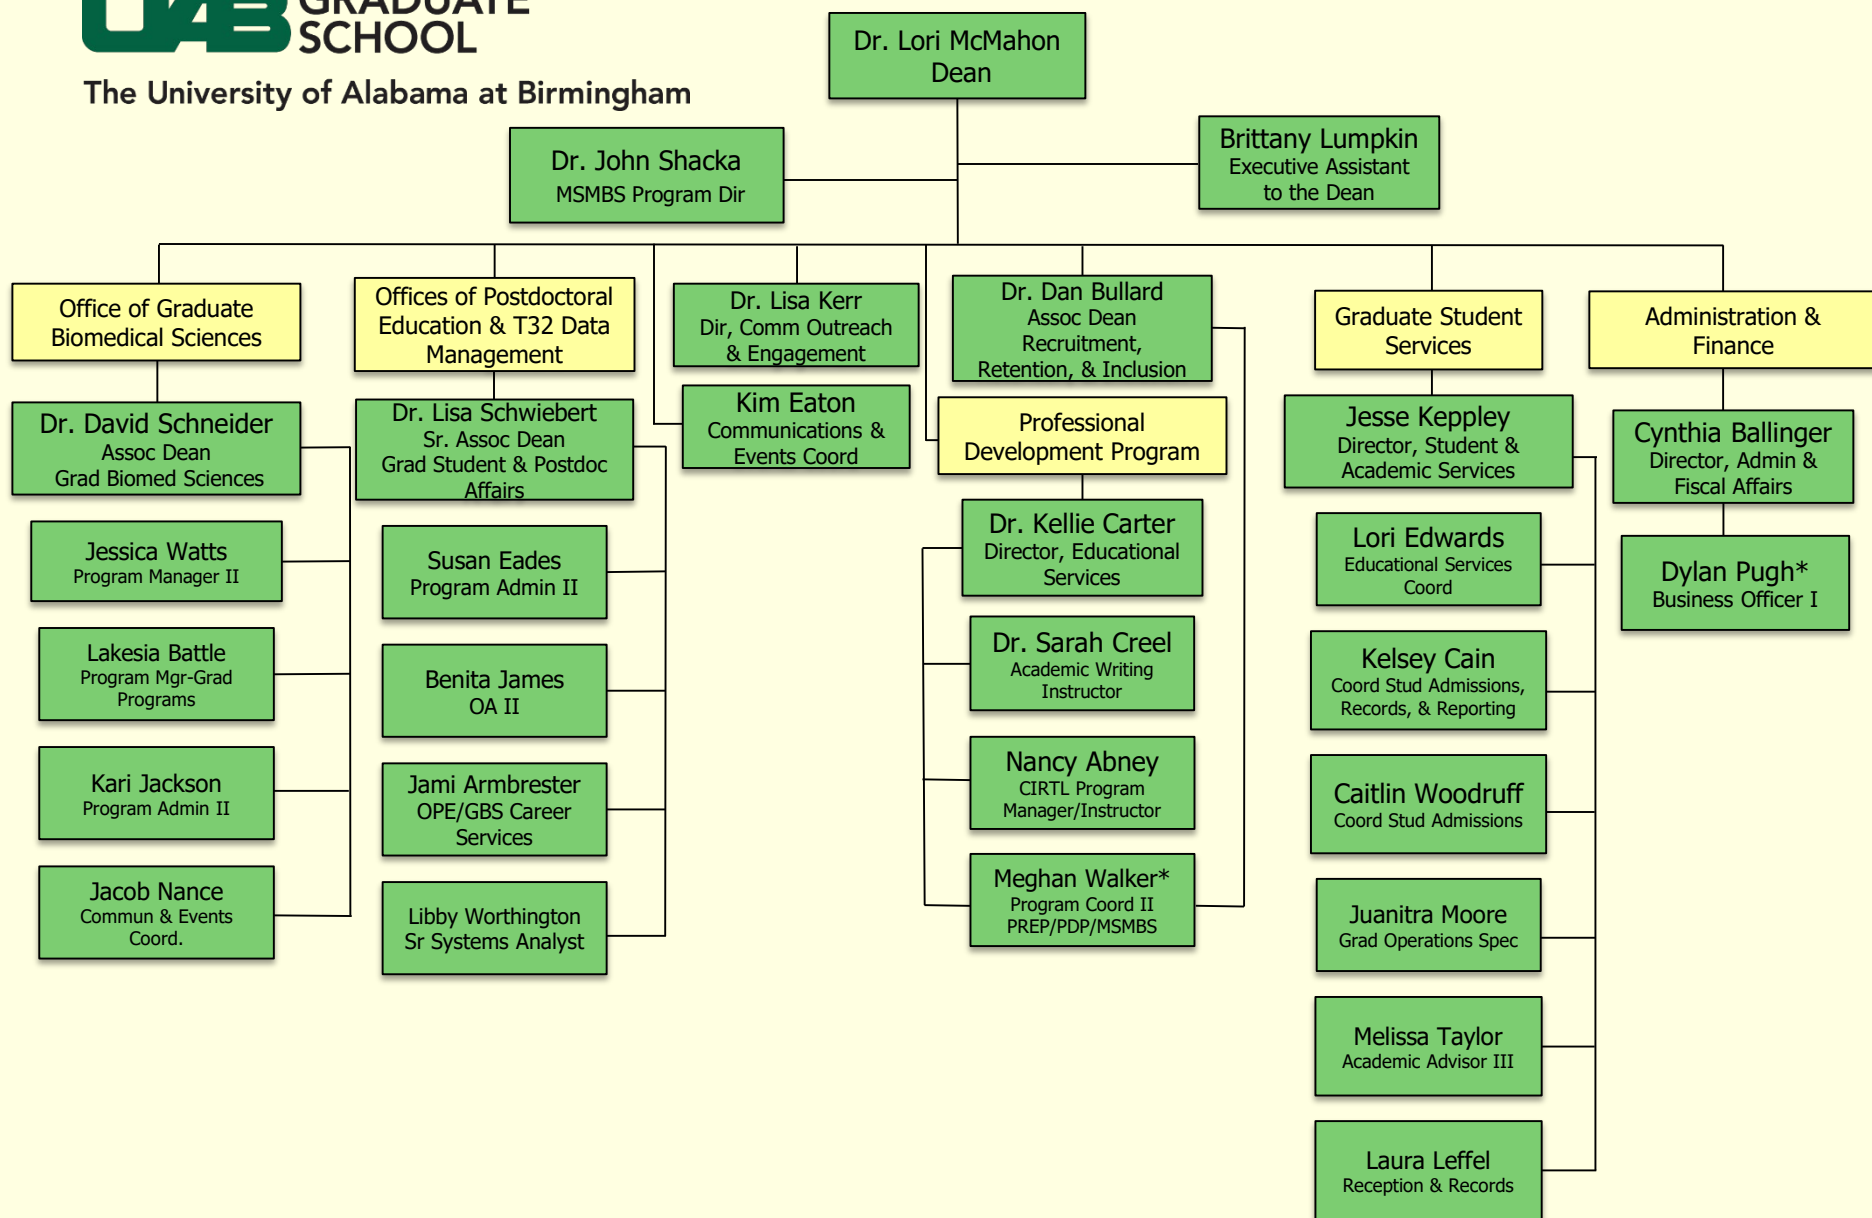 UAB GRADUATE
SCHOOL
The University of Alabama at Birmingham
Dr. Lori McMahon
Dean
Dr. John Shacka
MSMBS Program Dir
Brittany Lumpkin
Executive Assistant
to the Dean
Office of Graduate
Biomedical Sciences
Dr. David Schneider
Assoc Dean
Grad Biomed Sciences
Jessica Watts
Program Manager II
Lakesia Battle
Program Mgr-Grad
Programs
Kari Jackson
Program Admin II
Jacob Nance
Commun & Events
Coord.
Offices of Postdoctoral
Education & T32 Data
Management
Dr. Lisa Schwiebert
Sr. Assoc Dean
Grad Student & Postdoc
Affairs
Susan Eades
Program Admin II
Benita James
OA II
Jami Armbrester
OPE/GBS Career
Services
Libby Worthington
Sr Systems Analyst
Dr. Lisa Kerr
Dir, Comm Outreach
& Engagement
Kim Eaton
Communications &
Events Coord
Dr. Dan Bullard
Assoc Dean
Recruitment,
Retention, & Inclusion
Professional
Development Program
Dr. Kellie Carter
Director, Educational
Services
Dr. Sarah Creel
Academic Writing
Instructor
Nancy Abney
CIRTL Program
Manager/Instructor
Meghan Walker*
Program Coord II
PREP/PDP/MSMBS
Graduate Student
Services
Jesse Keppley
Director, Student &
Academic Services
Lori Edwards
Educational Services
Coord
Kelsey Cain
Coord Stud Admissions,
Records, & Reporting
Caitlin Woodruff
Coord Stud Admissions
Juanitra Moore
Grad Operations Spec
Melissa Taylor
Academic Advisor III
Laura Leffel
Reception & Records
Administration &
Finance
Cynthia Ballinger
Director, Admin &
Fiscal Affairs
Dylan Pugh*
Business Officer I